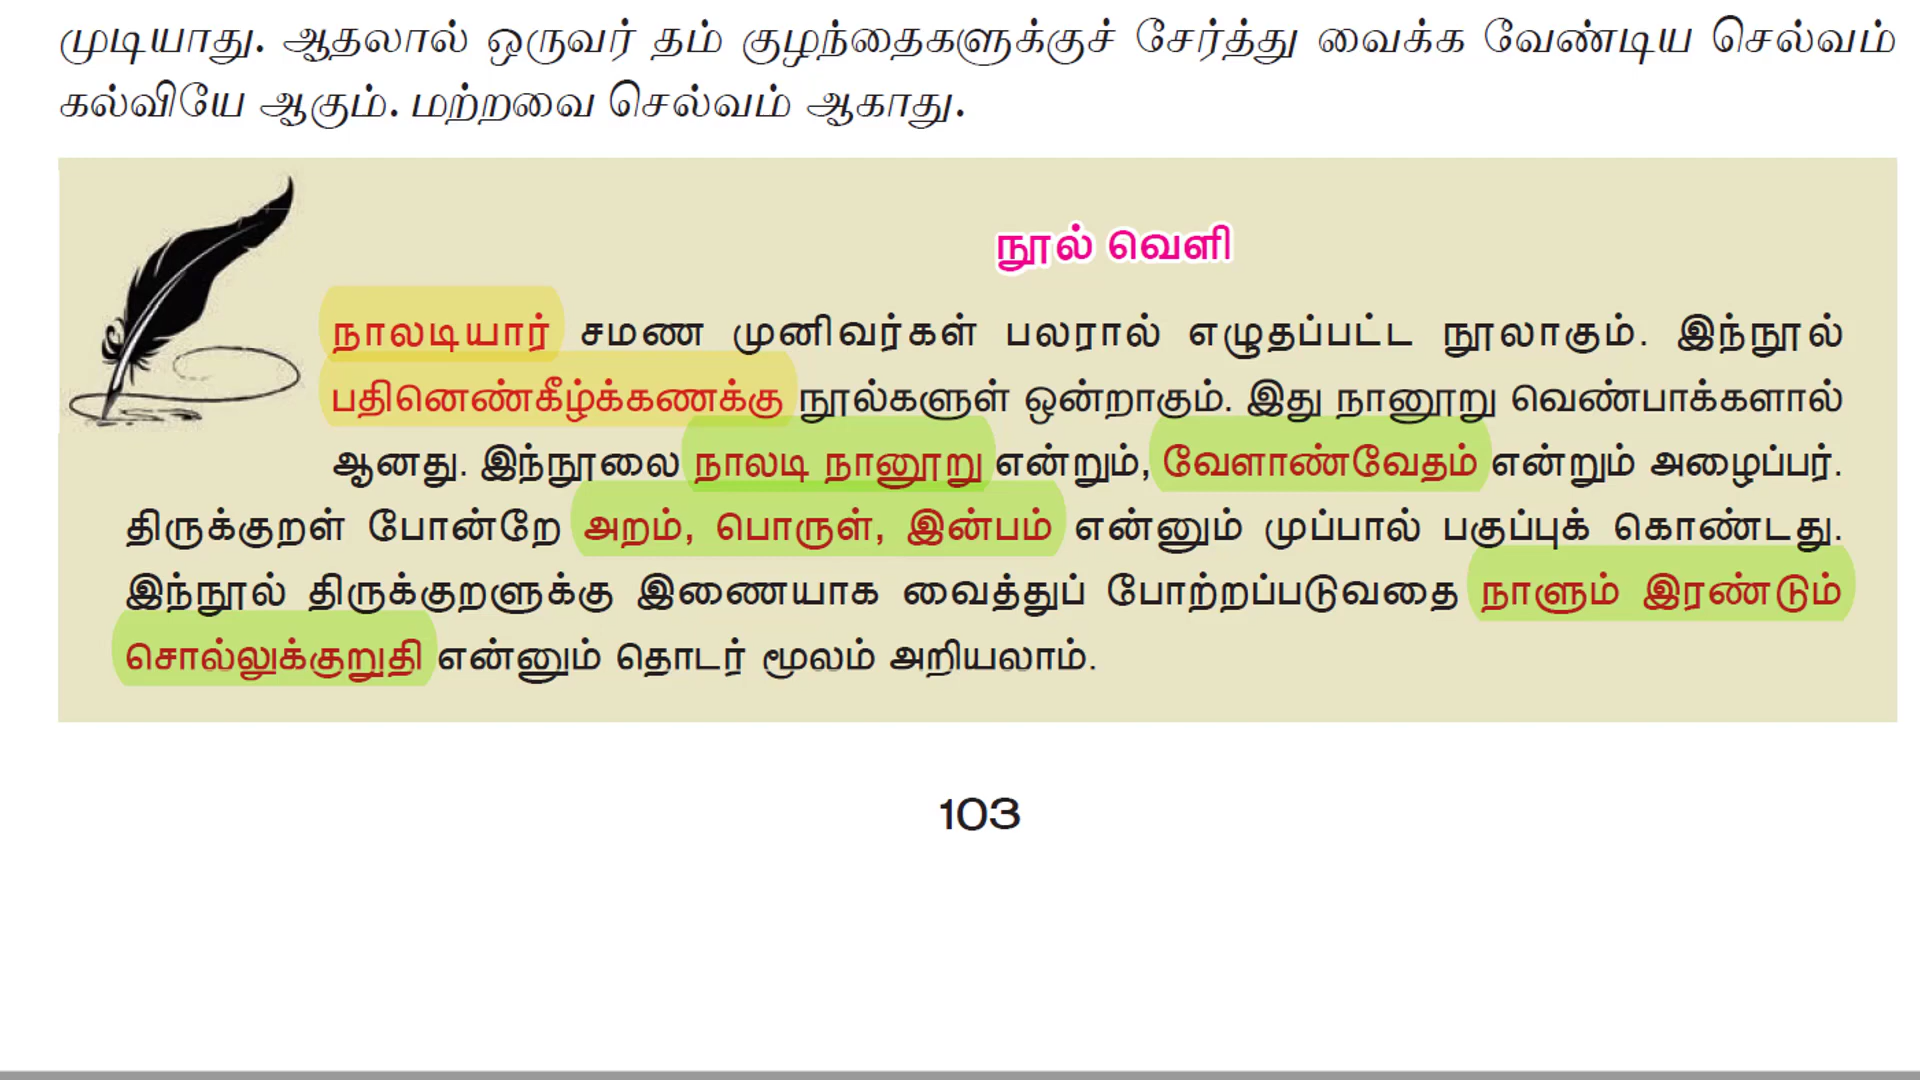 முடியாது. ஆதலால் ஒருவர் தம் குழந்தைகளுக்குச் சேர்த்து வைக்க வேண்டிய செல்வம்
கல்வியே ஆகும். மற்றவை செல்வம் ஆகாது.
நூல் வெளி
நாலடியார் சமண முனிவர்கள் பலரால் எழுதப்பட்ட நூலாகும். இந்நூல்
பதினெண்கீழ்க்கணக்கு நூல்களுள் ஒன்றாகும். இது நானூறு வெண்பாக்களால்
ஆனது. இந்நூலை நாலடி நானூறு என்றும், வேளாண்வேதம் என்றும் அழைப்பர்.
திருக்குறள் போன்றே அறம், பொருள், இன்பம் என்னும் முப்பால் பகுப்புக் கொண்டது.
இந்நூல் திருக்குறளுக்கு இணையாக வைத்துப் போற்றப்படுவதை நாளும் இரண்டும்
சொல்லுக்குறுதி என்னும் தொடர் மூலம் அறியலாம்.
103